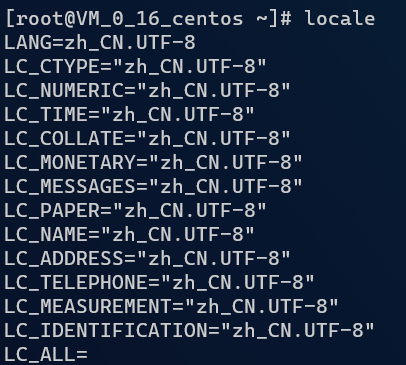 [root@VM_0_16_centos ~]# locale
LANG=zh_CN.UTF-8
LC_CTYPE="zh_CN.UTF-8"
LC_NUMERIC="zh_CN.UTF-8"
LC_TIME="zh_CN.UTF-8"
LC_COLLATE="zh_CN.UTF-8"
LC_MONETARY="zh_CN.UTF-8"
LC_MESSAGES="zh_CN.UTF-8"
LC_PAPER="zh_CN.UTF-8"
LC_NAME="zh_CN.UTF-8"
LC_ADDRESS="zh_CN.UTF-8"
LC_TELEPHONE="zh_CN.UTF-8"
LC_MEASUREMENT="zh_CN.UTF-8"
LC_IDENTIFICATION="zh_CN.UTF-8"
LC_ALL=